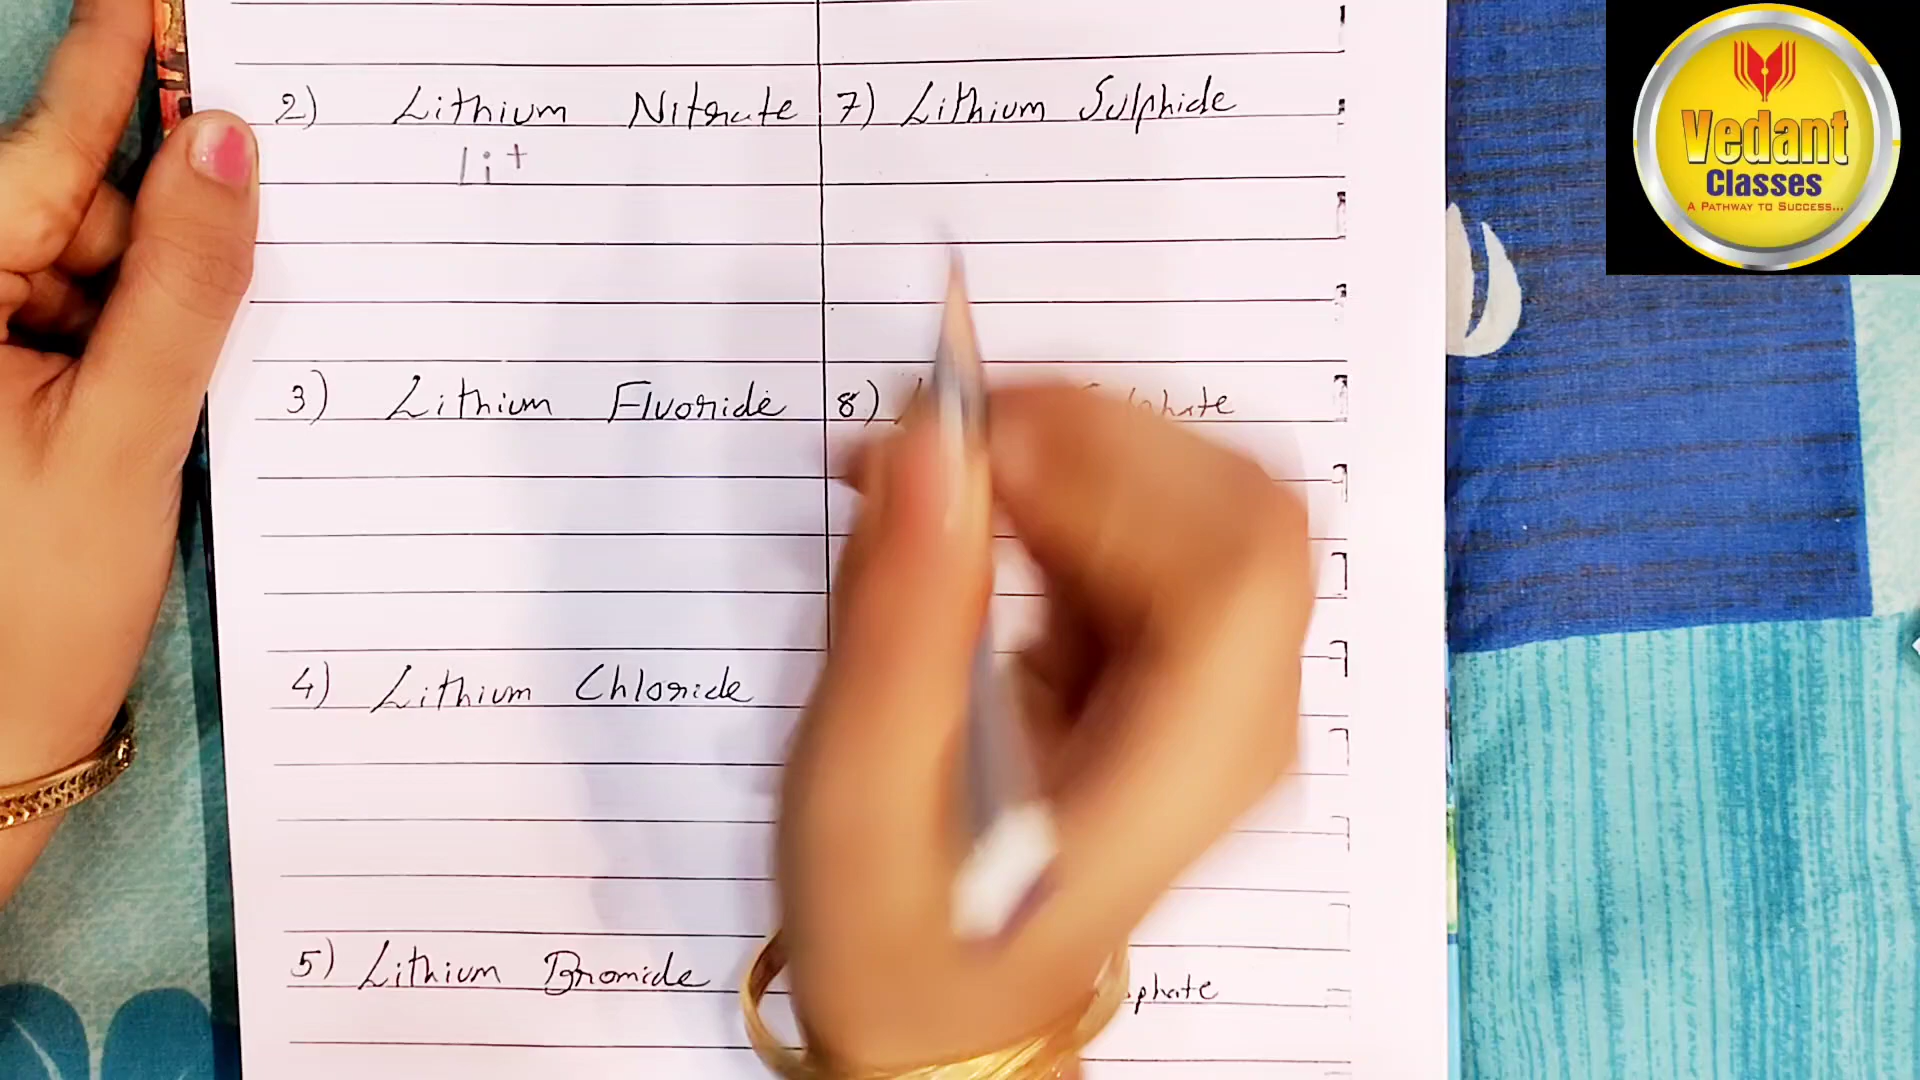 2) Lithium Nitrate
Li+
3) Lithium Fluoride
4) Lithium Chloride
5) Lithium Bromide
7) Lithium Sulphide
8)
Vedant
Classes
A Pathway to Success...